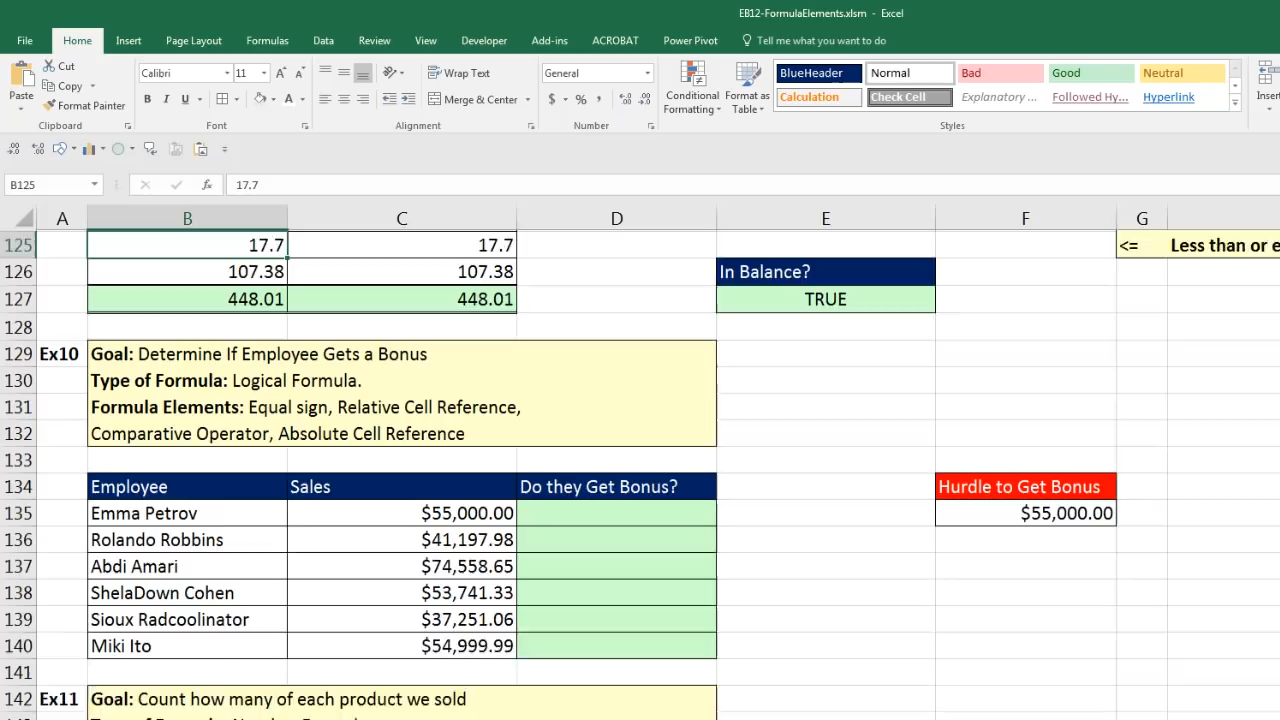 EB12-FormulaElements.xlsm - Excel
File Home Insert Page Layout Formulas Data Review View Developer Add-ins ACROBAT Power Pivot Tell me what you want to do
Paste
Cut
Copy
Format Painter
Calibri 11
B I U A
Wrap Text
Merge & Center
General
$ % ,
Conditional Formatting
Format as Table
BlueHeader Normal Bad Good Neutral
Calculation Check Cell Explanatory ... Followed Hy... Hyperlink
Insert
Clipboard Font Alignment Number Styles
B125 fx 17.7
A B C D E F G
125 17.7 17.7 <= Less than or e
126 107.38 107.38 In Balance?
127 448.01 448.01 TRUE
128
129 Ex10 Goal: Determine If Employee Gets a Bonus
130 Type of Formula: Logical Formula.
131 Formula Elements: Equal sign, Relative Cell Reference,
132 Comparative Operator, Absolute Cell Reference
133
134 Employee Sales Do they Get Bonus? Hurdle to Get Bonus
135 Emma Petrov $55,000.00 $55,000.00
136 Rolando Robbins $41,197.98
137 Abdi Amari $74,558.65
138 ShelaDown Cohen $53,741.33
139 Sioux Radcoolinator $37,251.06
140 Miki Ito $54,999.99
141
142 Ex11 Goal: Count how many of each product we sold